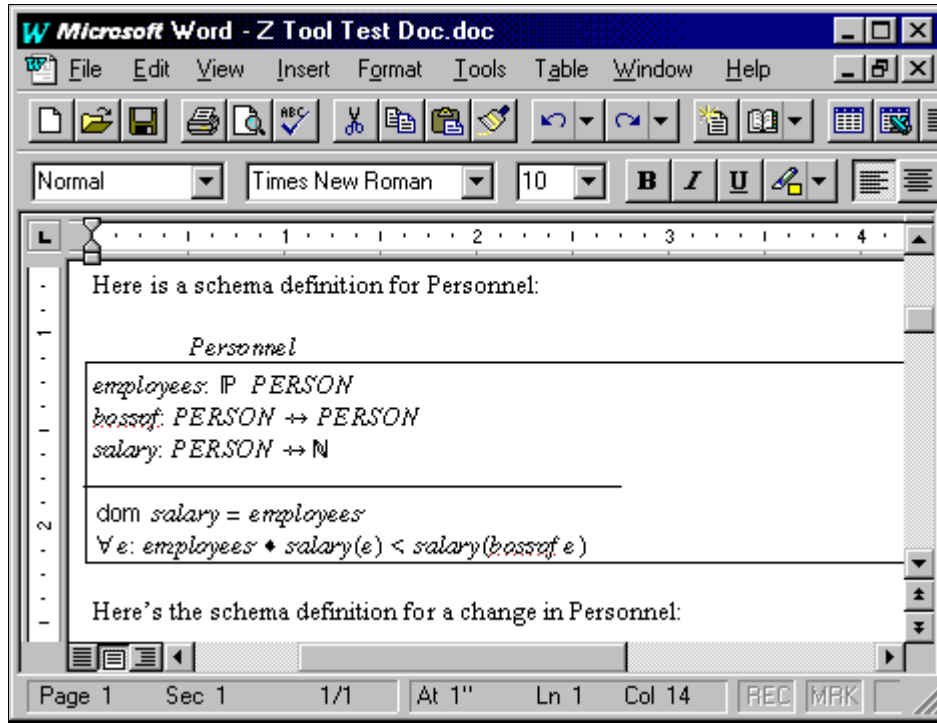 Microsoft Word - Z Tool Test Doc.doc
File Edit View Insert Format Tools Table Window Help
ABC
Normal Times New Roman 10 B I U
L 1 2 3 4
Here is a schema definition for Personnel:
1
Personnel
employees: ℙ PERSON
bossof: PERSON ↔ PERSON
salary: PERSON ↔ ℕ
2
dom salary = employees
∀ e: employees ♦ salary(e) < salary(bossof e)
Here's the schema definition for a change in Personnel:
Page 1 Sec 1 1/1 At 1" Ln 1 Col 14 REC MRK